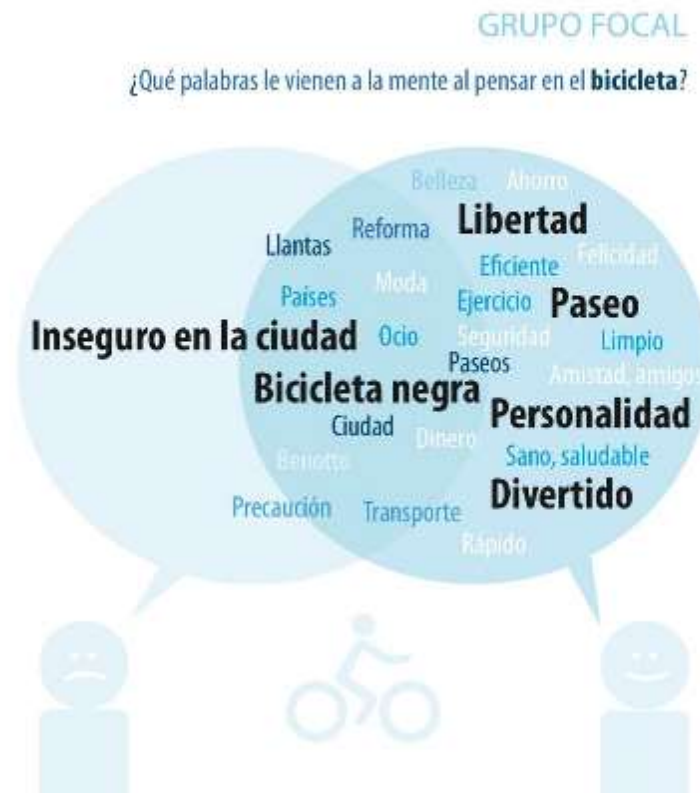 GRUPO FOCAL
¿Qué palabras le vienen a la mente al pensar en el bicicleta?
Belleza Ahorro
Libertad
Reforma
Llantas
Felicidad
Eficiente
Moda
Países
Ejercicio Paseo
Inseguro en la ciudad Ocio Seguridad Limpio
Paseos
Amistad, amigos
Bicicleta negra
Personalidad
Ciudad
Dinero
Benotto
Sano, saludable
Divertido
Precaución Transporte
Rápido